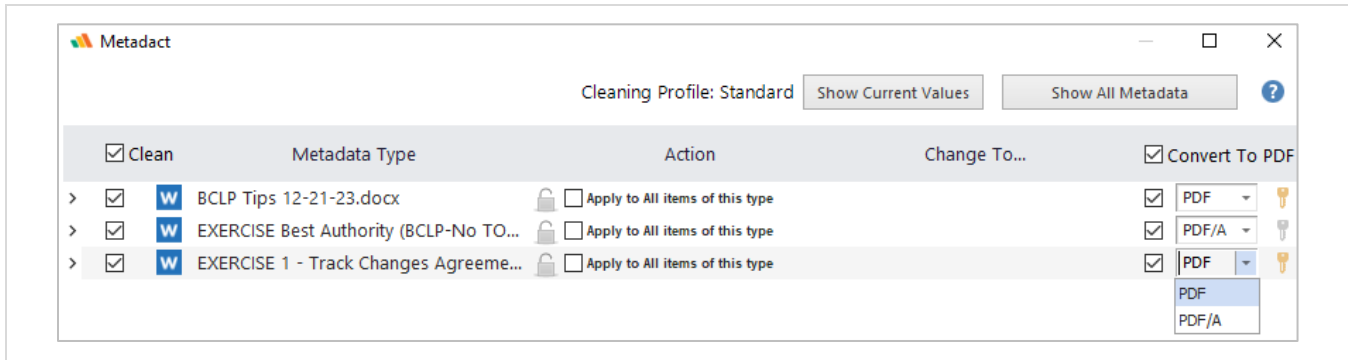 Metadact
Cleaning Profile: Standard Show Current Values Show All Metadata ?
Clean Metadata Type Action Change To... Convert To PDF
W BCLP Tips 12-21-23.docx Apply to All items of this type PDF
W EXERCISE Best Authority (BCLP-No TO... Apply to All items of this type PDF/A
W EXERCISE 1 - Track Changes Agreeme... Apply to All items of this type PDF
PDF
PDF/A